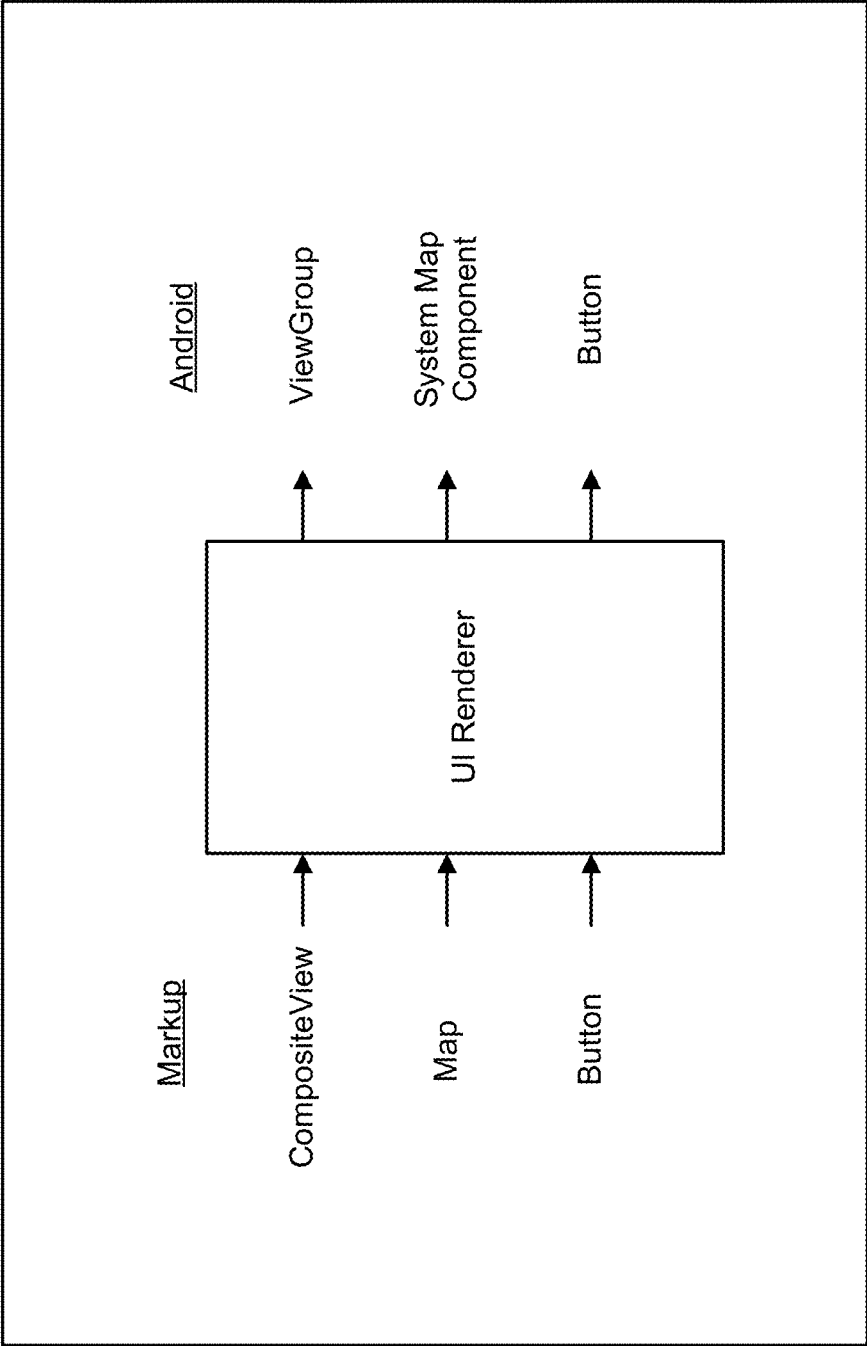 Markup
Android
CompositeView
ViewGroup
Map
UI Renderer
System Map
Component
Button
Button